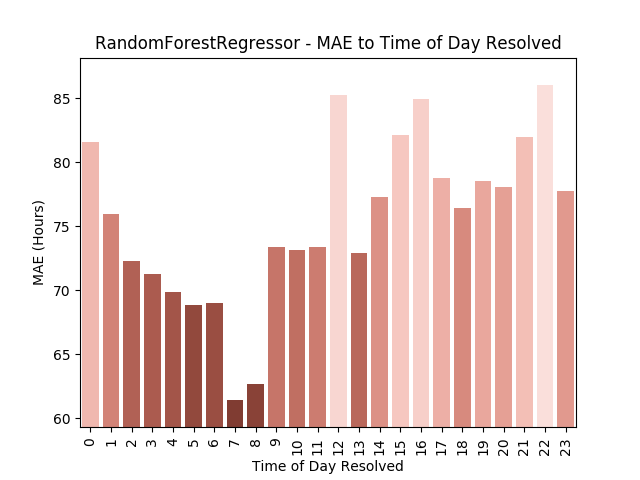 RandomForestRegressor - MAE to Time of Day Resolved
85
80
75
70
65
60
MAE (Hours)
0 1 2 3 4 5 6 7 8 9 10 11 12 13 14 15 16 17 18 19 20 21 22 23
Time of Day Resolved